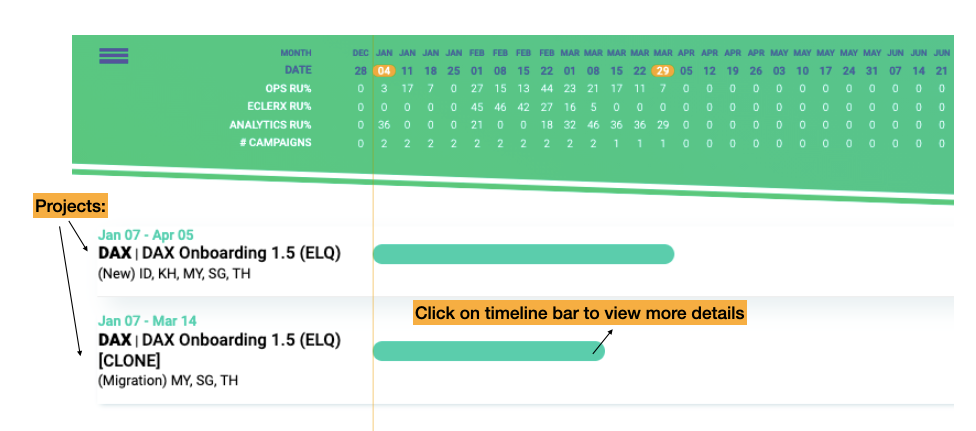 MONTH DEC JAN JAN JAN JAN FEB FEB FEB FEB MAR MAR MAR MAR MAR APR APR APR APR MAY MAY MAY MAY MAY JUN JUN JUN
DATE 28 04 11 18 25 01 08 15 22 01 08 15 22 29 05 12 19 26 03 10 17 24 31 07 14 21
OPS RU% 0 3 17 7 0 27 15 13 44 23 21 17 11 7 0 0 0 0 0 0 0 0 0 0 0 0
ECLERX RU% 0 0 0 0 0 45 46 42 27 16 5 0 0 0 0 0 0 0 0 0 0 0 0 0 0 0
ANALYTICS RU% 0 36 0 0 0 21 0 0 18 32 46 36 36 29 0 0 0 0 0 0 0 0 0 0 0 0
# CAMPAIGNS 0 2 2 2 2 2 2 2 2 2 2 1 1 1 0 0 0 0 0 0 0 0 0 0 0 0
Projects:
Jan 07 - Apr 05
DAX | DAX Onboarding 1.5 (ELQ)
(New) ID, KH, MY, SG, TH
Click on timeline bar to view more details
Jan 07 - Mar 14
DAX | DAX Onboarding 1.5 (ELQ)
[CLONE]
(Migration) MY, SG, TH